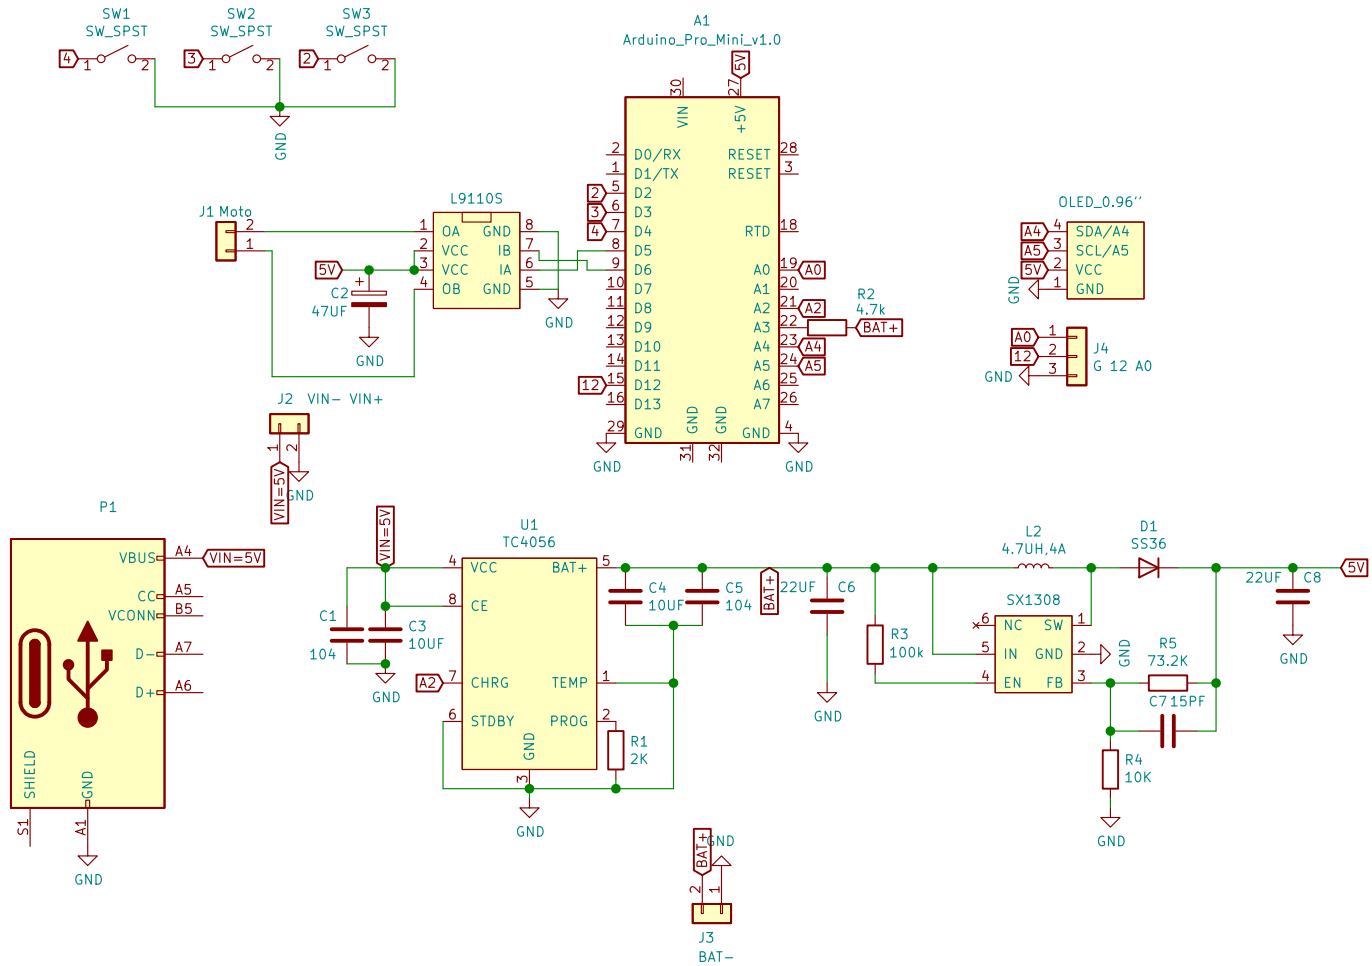 SW1
SW_SPST
4
1
2
SW2
SW_SPST
3
1
2
SW3
SW_SPST
2
1
2
GND
A1
Arduino_Pro_Mini_v1.0
5V
30
27
VIN
+5V
2
D0/RX
RESET
28
1
D1/TX
RESET
3
2
5
D2
3
6
D3
4
7
D4
RTD
18
8
D5
9
D6
A0
19
A0
10
D7
A1
20
11
D8
A2
21
A2
12
D9
A3
22
R2
4.7k
BAT+
13
D10
A4
23
A4
14
D11
A5
24
A5
12
15
D12
A6
25
16
D13
A7
26
29
GND
GND
GND
GND
4
31
32
GND
GND
J1 Moto
2
1
L9110S
1
OA
GND
8
2
VCC
IB
7
5V
3
VCC
IA
6
4
OB
GND
5
+
C2
47UF
GND
GND
OLED_0.96''
A4
4
SDA/A4
A5
3
SCL/A5
5V
2
VCC
GND
1
GND
A0
1
12
2
GND
3
J4
G 12 A0
J2 VIN- VIN+
1
2
VIN=5V
GND
P1
VBUS
A4
VIN=5V
CC
A5
VCONN
B5
D-
A7
D+
A6
SHIELD
GND
S1
A1
GND
VIN=5V
U1
TC4056
4
VCC
BAT+
5
8
CE
A2
7
CHRG
TEMP
1
6
STDBY
PROG
2
GND
3
GND
C1
104
C3
10UF
GND
R1
2K
C4
10UF
C5
104
BAT+
22UF
C6
GND
R3
100k
L2
4.7UH,4A
D1
SS36
SX1308
6
NC
SW
1
5
IN
GND
2
GND
4
EN
FB
3
R5
73.2K
C7 15PF
R4
10K
GND
22UF
C8
GND
5V
BAT+
GND
2
1
J3
BAT-